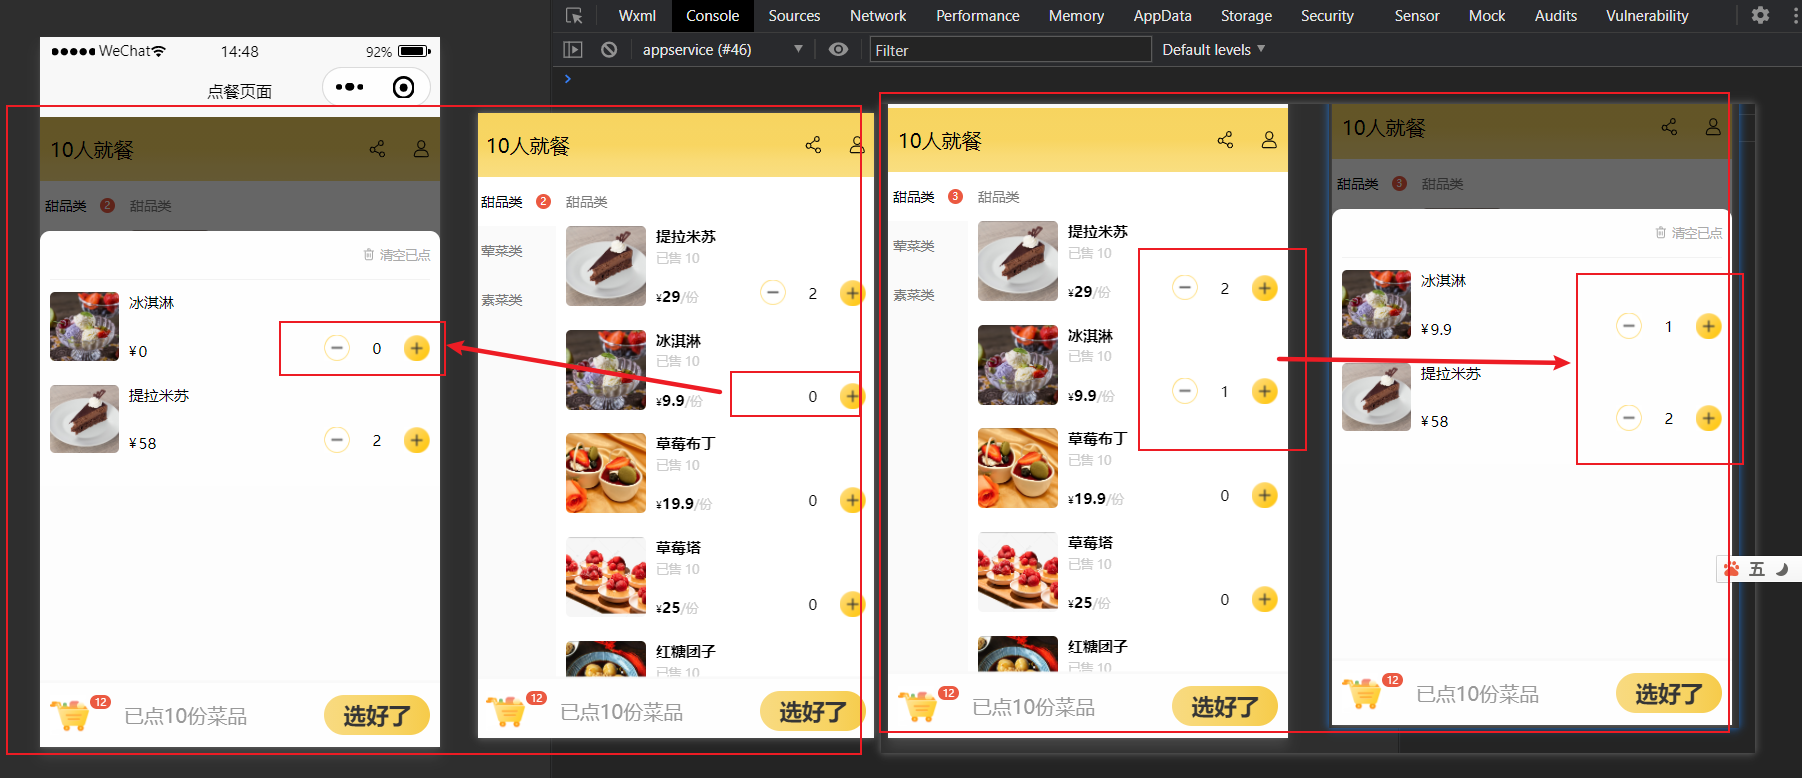 Wxml Console Sources Network Performance Memory AppData Storage Security Sensor Mock Audits Vulnerability
appservice (#46) Filter Default levels
WeChat 14:48 92%
点餐页面
10人就餐
甜品类 2 甜品类
清空已点
冰淇淋
¥0
0
提拉米苏
¥58
2
12 已点10份菜品 选好了
10人就餐
甜品类 2 甜品类
荤菜类
素菜类
提拉米苏
已售 10
¥29/份 2
冰淇淋
已售 10
¥9.9/份 0
草莓布丁
已售 10
¥19.9/份 0
草莓塔
已售 10
¥25/份 0
红糖团子
已售 10
12 已点10份菜品 选好了
10人就餐
甜品类 3 甜品类
荤菜类
素菜类
提拉米苏
已售 10
¥29/份 2
冰淇淋
已售 10
¥9.9/份 1
草莓布丁
已售 10
¥19.9/份 0
草莓塔
已售 10
¥25/份 0
红糖团子
已售 10
12 已点10份菜品 选好了
10人就餐
甜品类 3 甜品类
清空已点
冰淇淋
¥9.9 1
提拉米苏
¥58 2
12 已点10份菜品 选好了
五